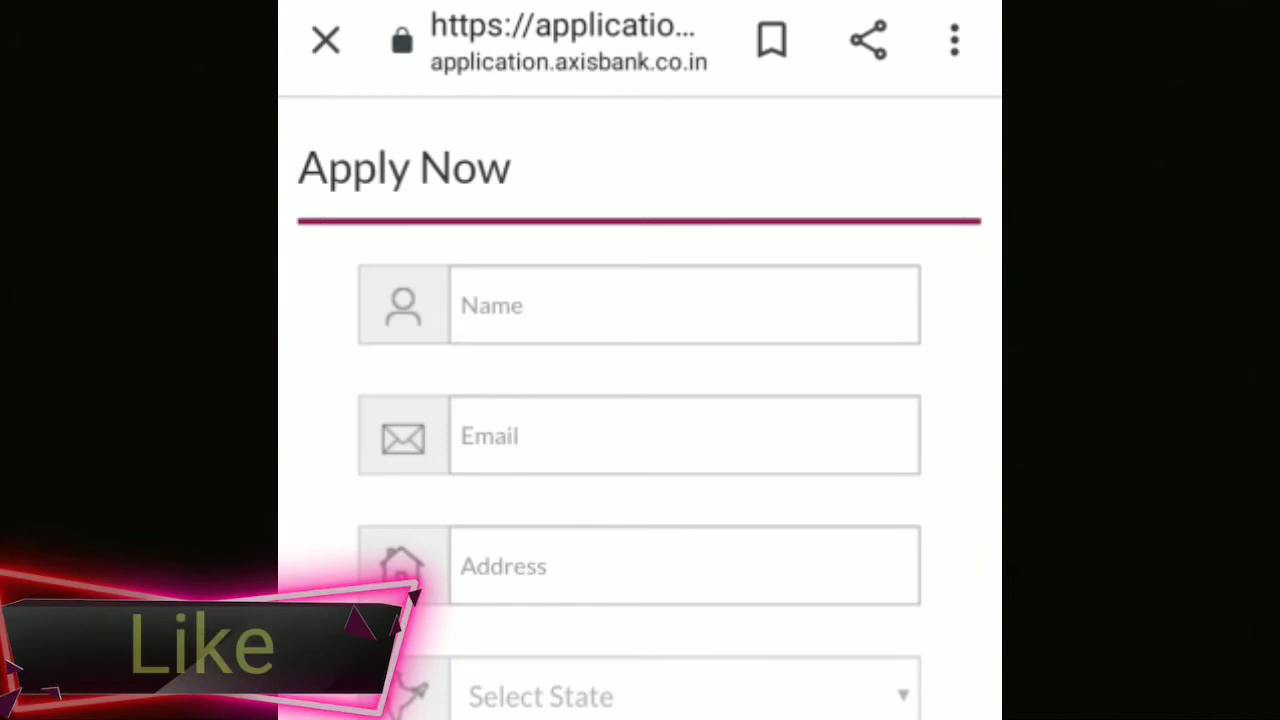 https://applicatio...
application.axisbank.co.in
Apply Now
Name
Email
Address
Select State
Like